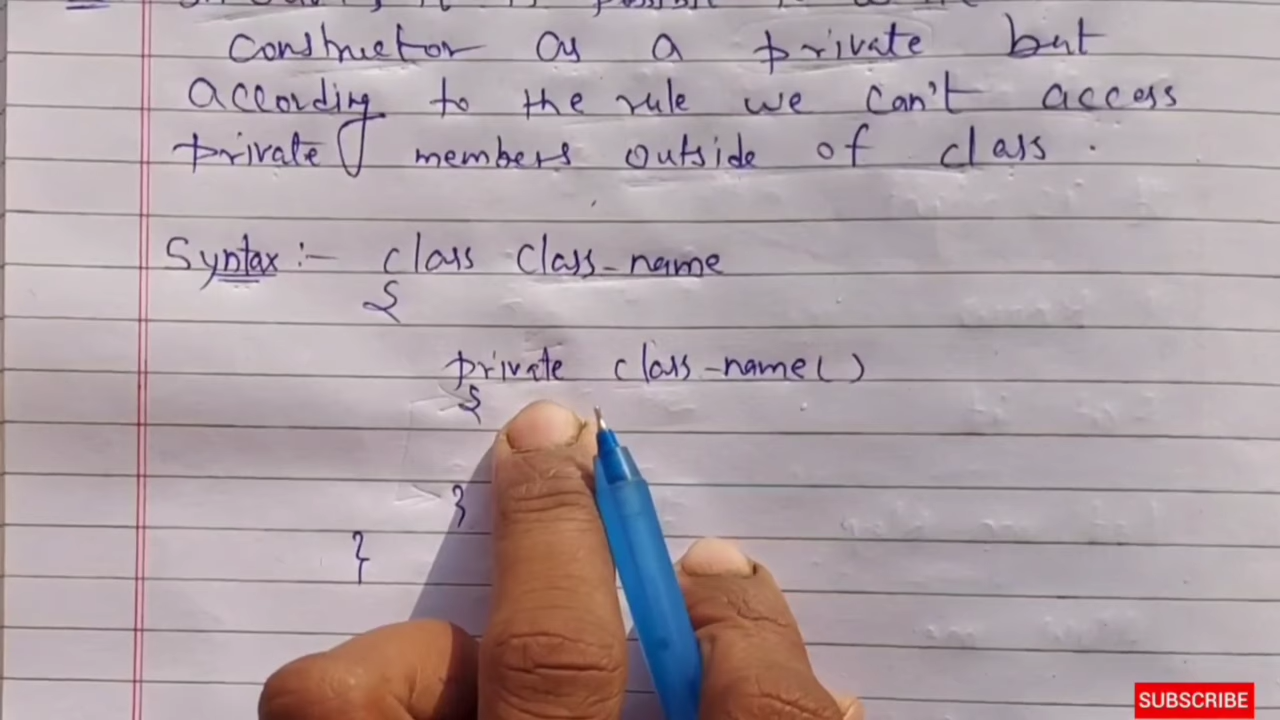 possible
Constructor as a private but
According to the rule we can't access
private members outside of class.
Syntax :- class Class-name
{
private class-name()
{
}
}
SUBSCRIBE